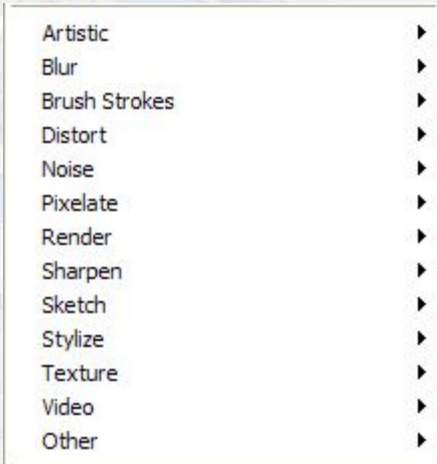 Artistic
Blur
Brush Strokes
Distort
Noise
Pixelate
Render
Sharpen
Sketch
Stylize
Texture
Video
Other